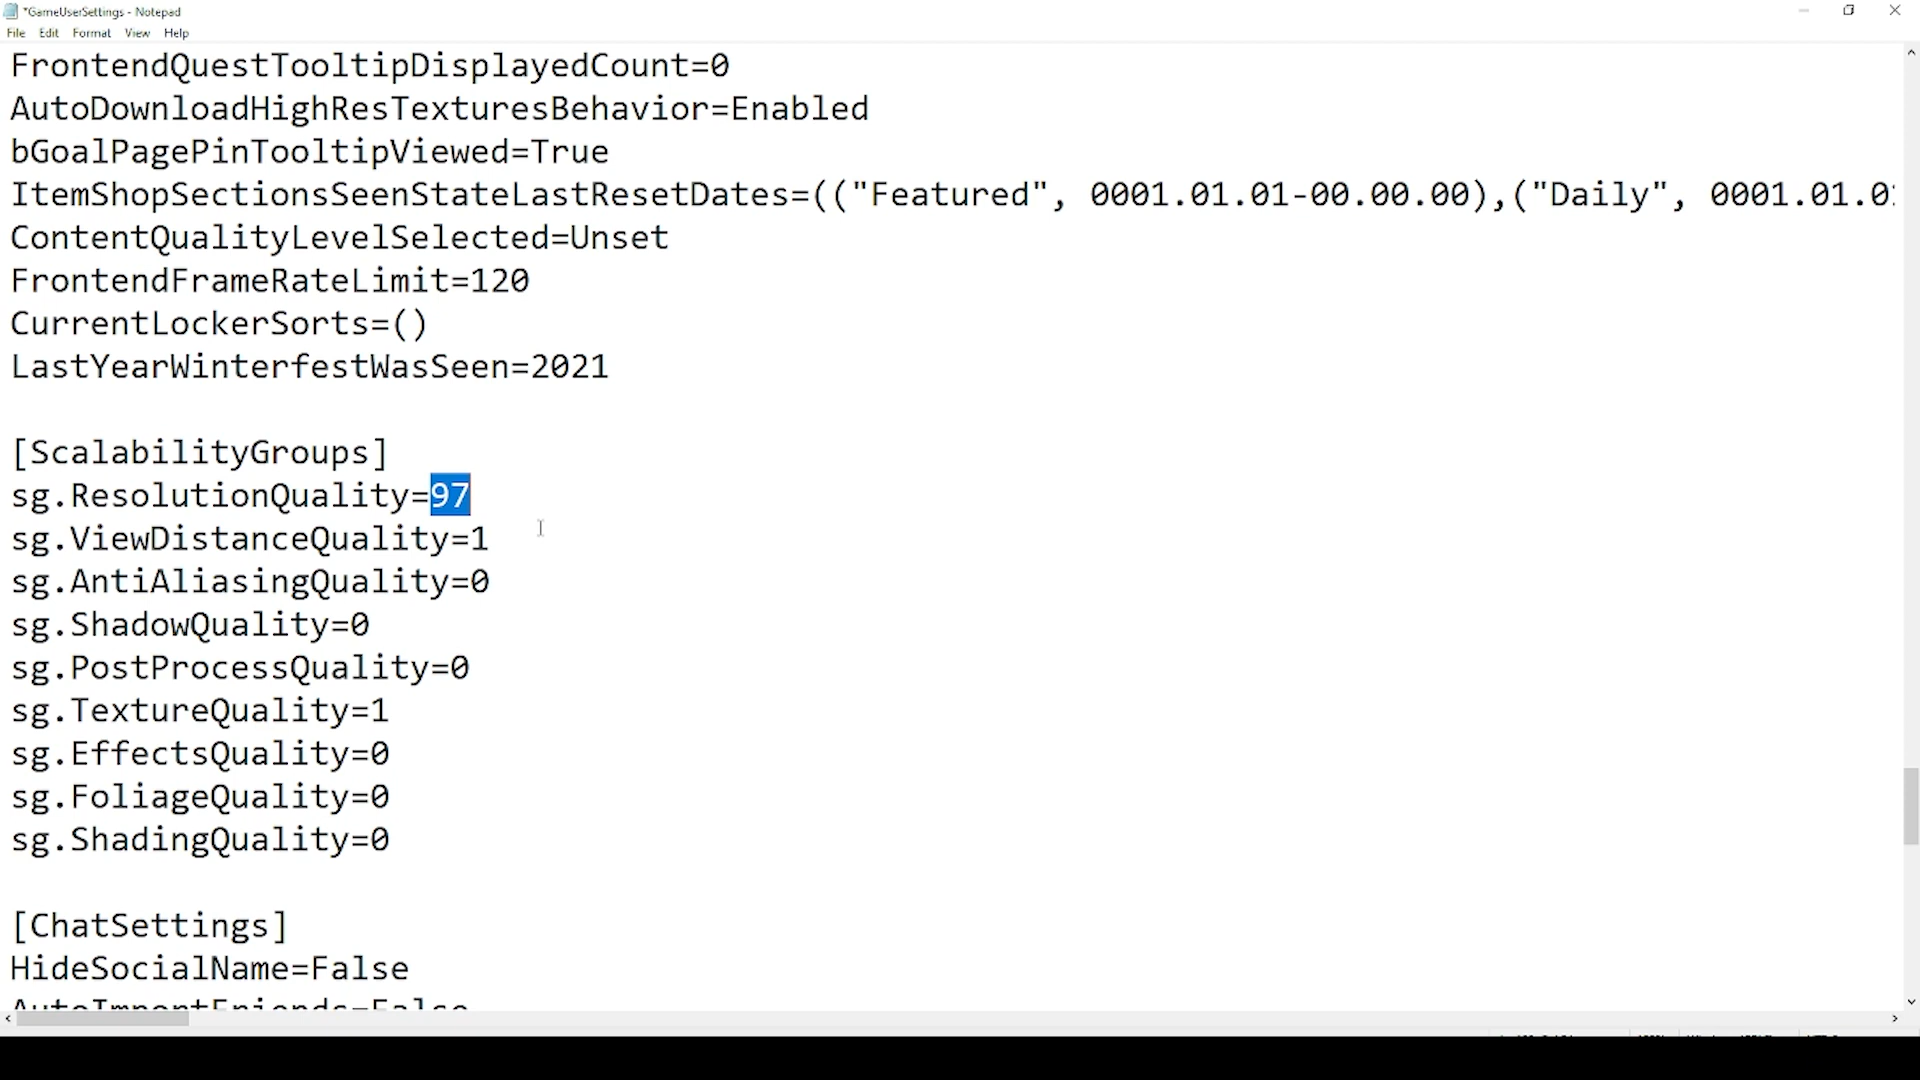 *GameUserSettings - Notepad
File Edit Format View Help
FrontendQuestTooltipDisplayedCount=0
AutoDownloadHighResTexturesBehavior=Enabled
bGoalPagePinTooltipViewed=True
ItemShopSectionsSeenStateLastResetDates=(("Featured", 0001.01.01-00.00.00),("Daily", 0001.01.0
ContentQualityLevelSelected=Unset
FrontendFrameRateLimit=120
CurrentLockerSorts=()
LastYearWinterfestWasSeen=2021
[ScalabilityGroups]
sg.ResolutionQuality=97
sg.ViewDistanceQuality=1
sg.AntiAliasingQuality=0
sg.ShadowQuality=0
sg.PostProcessQuality=0
sg.TextureQuality=1
sg.EffectsQuality=0
sg.FoliageQuality=0
sg.ShadingQuality=0
[ChatSettings]
HideSocialName=False
AutoImportFriends=False